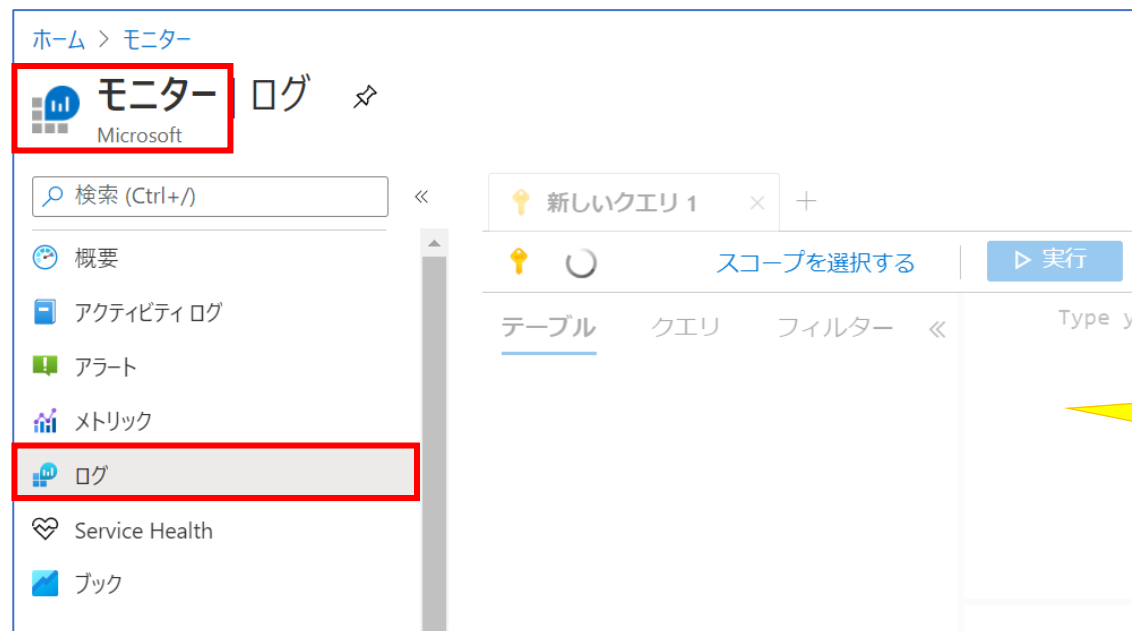 ホーム > モニター
モニター | ログ
Microsoft
検索 (Ctrl+/)
«
概要
アクティビティ ログ
アラート
メトリック
ログ
Service Health
ブック
新しいクエリ 1 × +
スコープを選択する
実行
テーブル クエリ フィルター «
Type